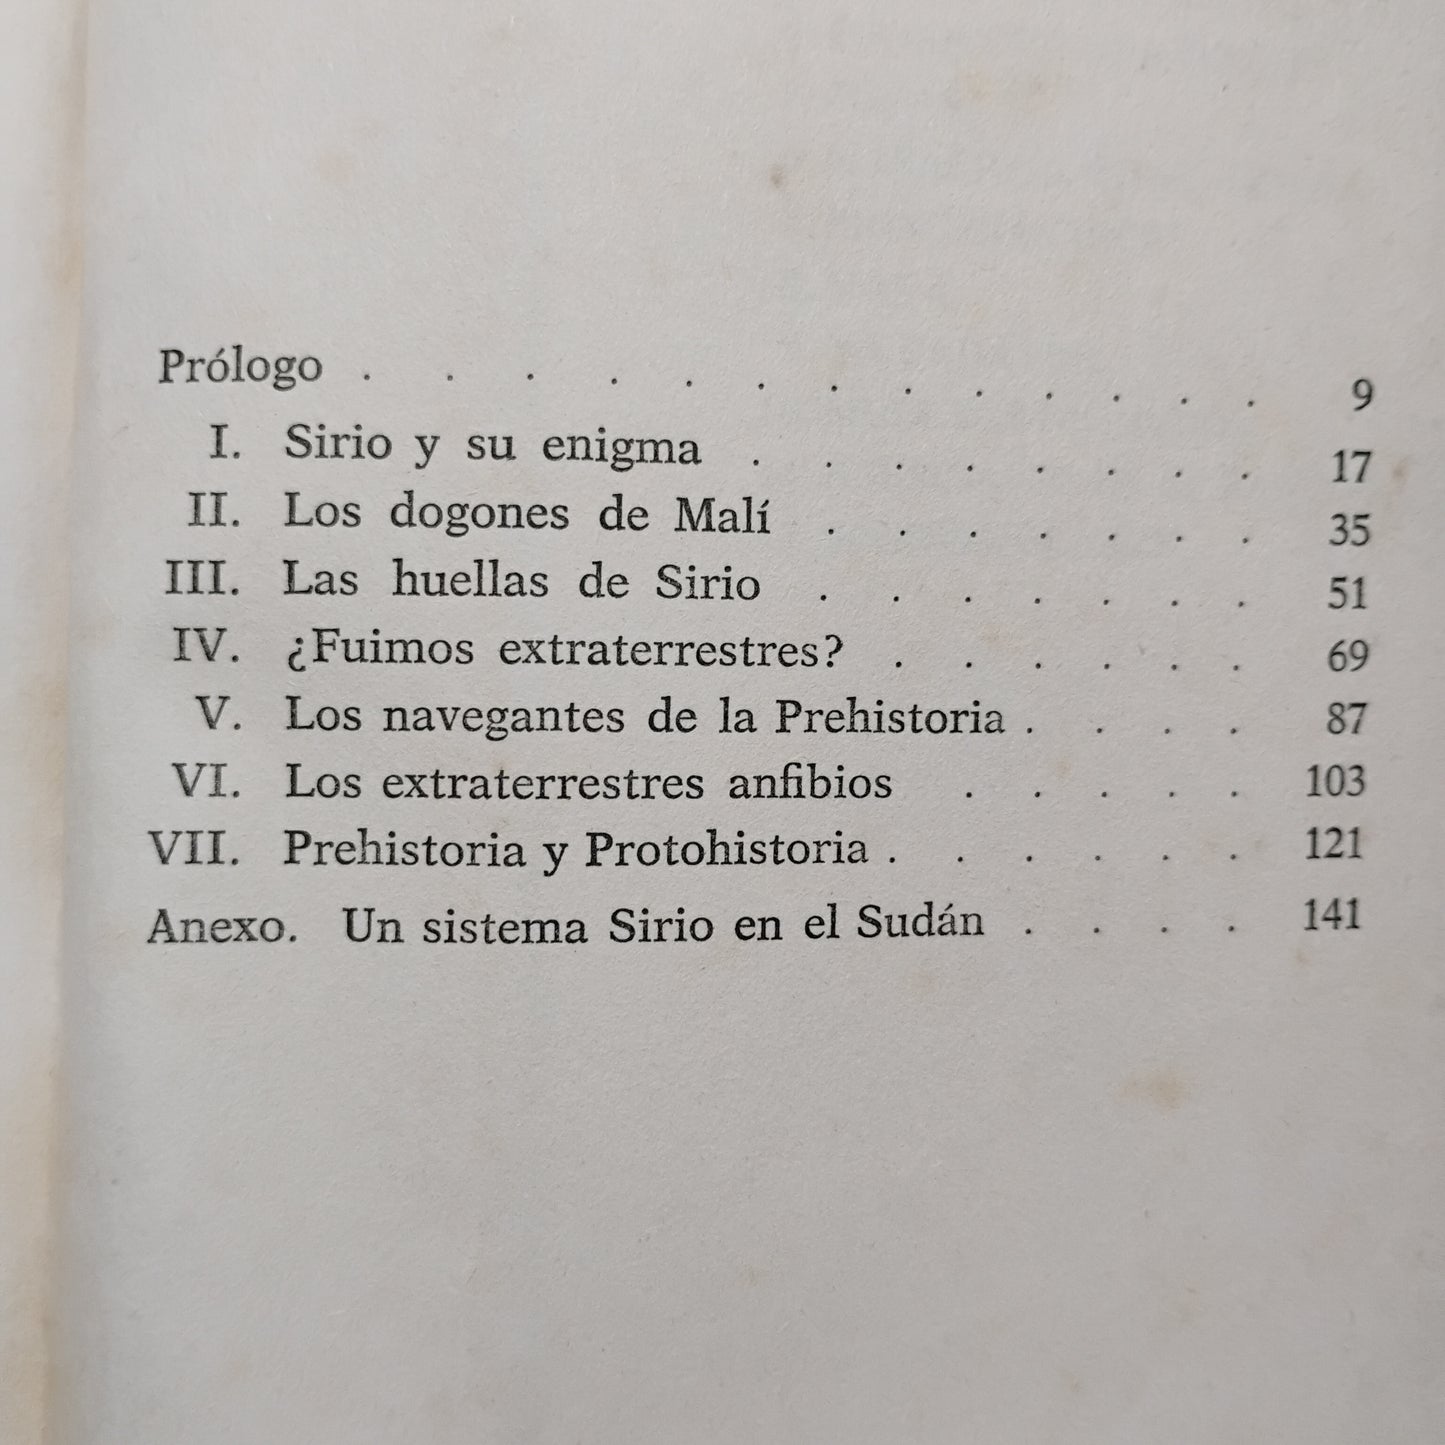 Prólogo . . . . . . . . . . . . . 9
I. Sirio y su enigma . . . . . . . . 17
II. Los dogones de Malí . . . . . . . 35
III. Las huellas de Sirio . . . . . . . 51
IV. ¿Fuimos extraterrestres? . . . . . . 69
V. Los navegantes de la Prehistoria . . . . 87
VI. Los extraterrestres anfibios . . . . . 103
VII. Prehistoria y Protohistoria . . . . . . 121
Anexo. Un sistema Sirio en el Sudán . . . . 141